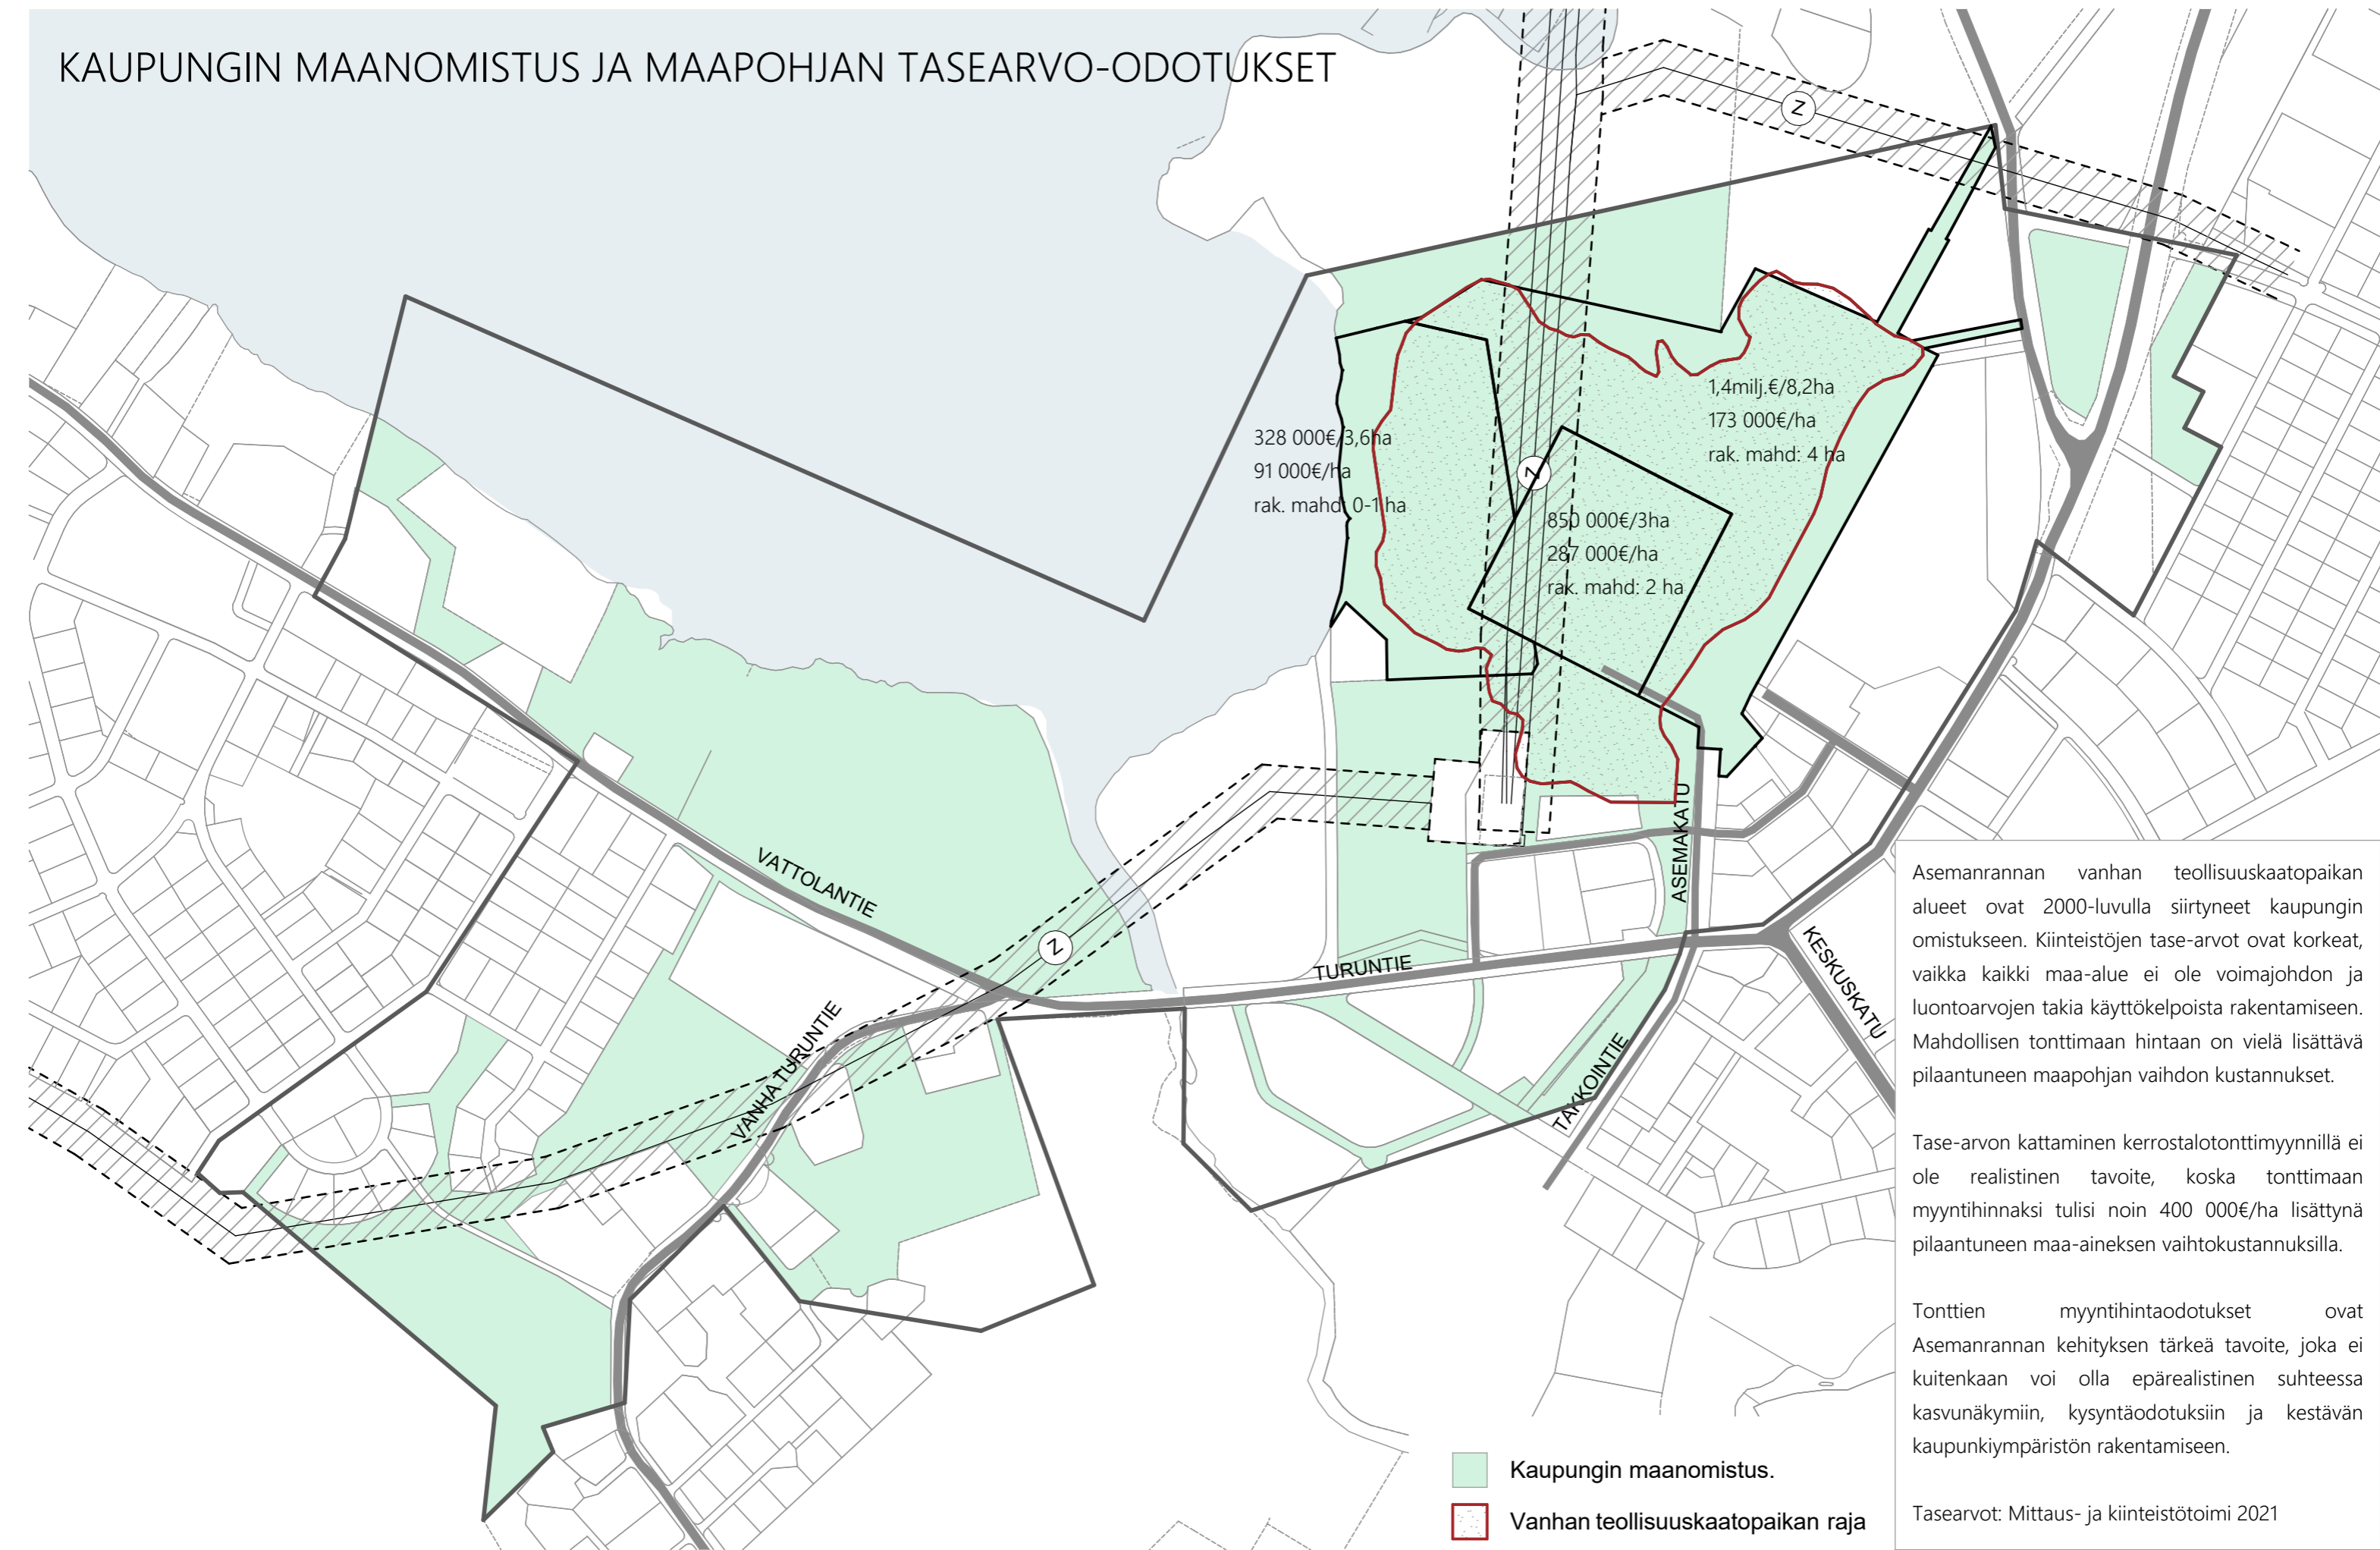 KAUPUNGIN MAANOMISTUS JA MAAPOHJAN TASEARVO-ODOTUKSET
Z
1,4milj.€/8,2ha
173 000€/ha
rak. mahd: 4 ha
328 000€/3,6ha
91 000€/ha
rak. mahd: 0-1 ha
Z
850 000€/3ha
287 000€/ha
rak. mahd: 2 ha
ASEMAKATU
VATTOLANTIE
Z
TURUNTIE
KESKUSKATU
VANHA TURUNTIE
TAKKOINTIE
Asemanrannan vanhan teollisuuskaatopaikan
alueet ovat 2000-luvulla siirtyneet kaupungin
omistukseen. Kiinteistöjen tase-arvot ovat korkeat,
vaikka kaikki maa-alue ei ole voimajohdon ja
luontoarvojen takia käyttökelpoista rakentamiseen.
Mahdollisen tonttimaan hintaan on vielä lisättävä
pilaantuneen maapohjan vaihdon kustannukset.
Tase-arvon kattaminen kerrostalotonttimyynnillä ei
ole realistinen tavoite, koska tonttimaan
myyntihinnaksi tulisi noin 400 000€/ha lisättynä
pilaantuneen maa-aineksen vaihtokustannuksilla.
Tonttien myyntihintaodotukset ovat
Asemanrannan kehityksen tärkeä tavoite, joka ei
kuitenkaan voi olla epärealistinen suhteessa
kasvunäkymiin, kysyntäodotuksiin ja kestävän
kaupunkiympäristön rakentamiseen.
Tasearvot: Mittaus- ja kiinteistötoimi 2021
Kaupungin maanomistus.
Vanhan teollisuuskaatopaikan raja